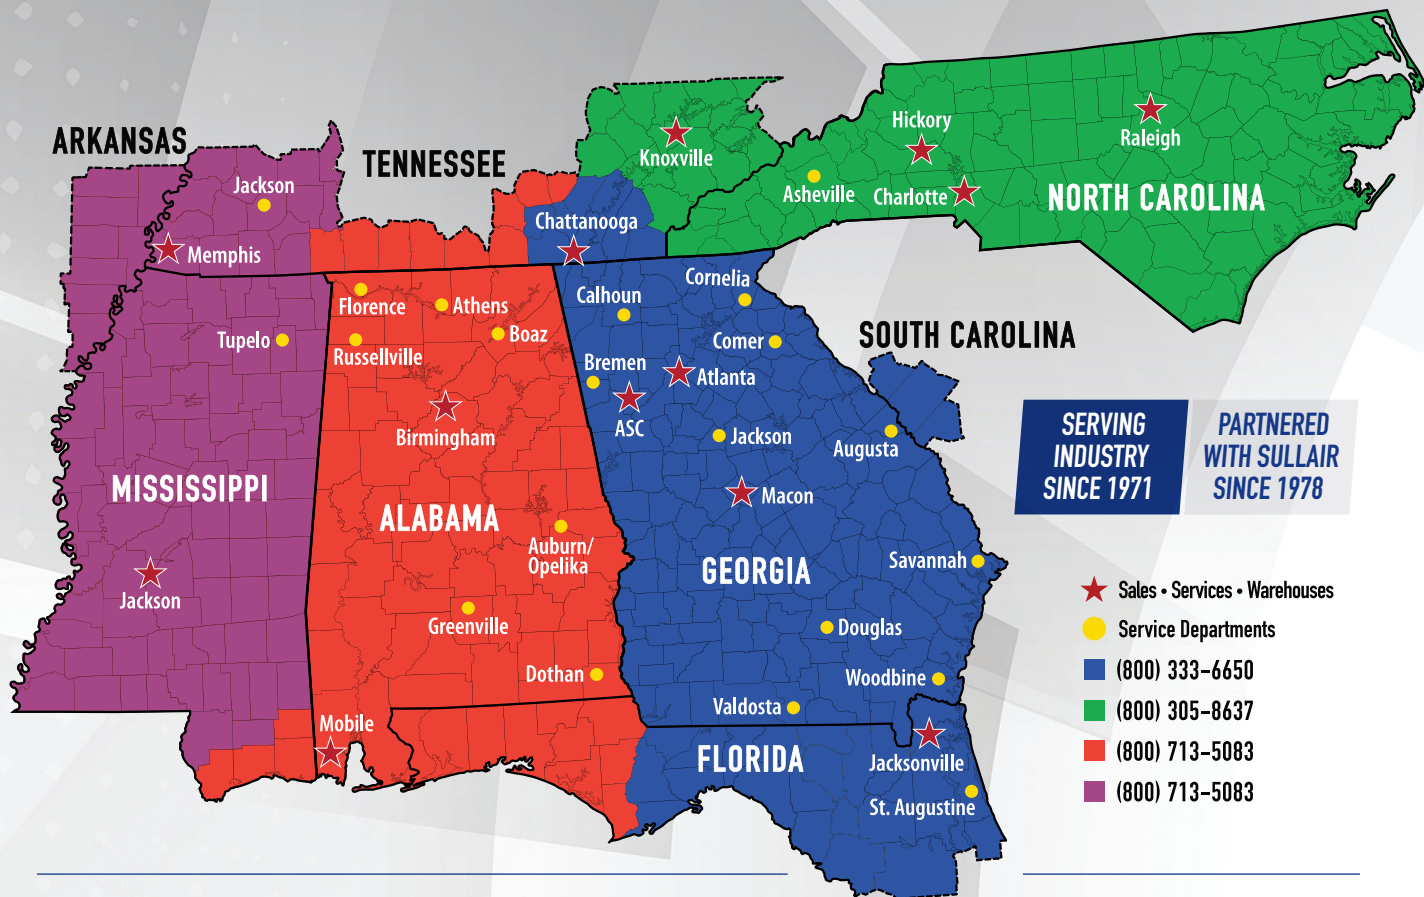 ARKANSAS
TENNESSEE
Jackson
Memphis
Knoxville
Chattanooga
Hickory
Raleigh
Asheville
Charlotte
NORTH CAROLINA
Tupelo
MISSISSIPPI
Jackson
Florence
Athens
Boaz
Russellville
Birmingham
ALABAMA
Auburn/
Opelika
Greenville
Dothan
Mobile
Calhoun
Cornelia
Comer
Bremen
Atlanta
ASC
Jackson
Augusta
Macon
GEORGIA
Savannah
Douglas
Woodbine
Valdosta
SOUTH CAROLINA
FLORIDA
Jacksonville
St. Augustine
SERVING
INDUSTRY
SINCE 1971
PARTNERED
WITH SULLAIR
SINCE 1978
Sales • Services • Warehouses
Service Departments
(800) 333-6650
(800) 305-8637
(800) 713-5083
(800) 713-5083